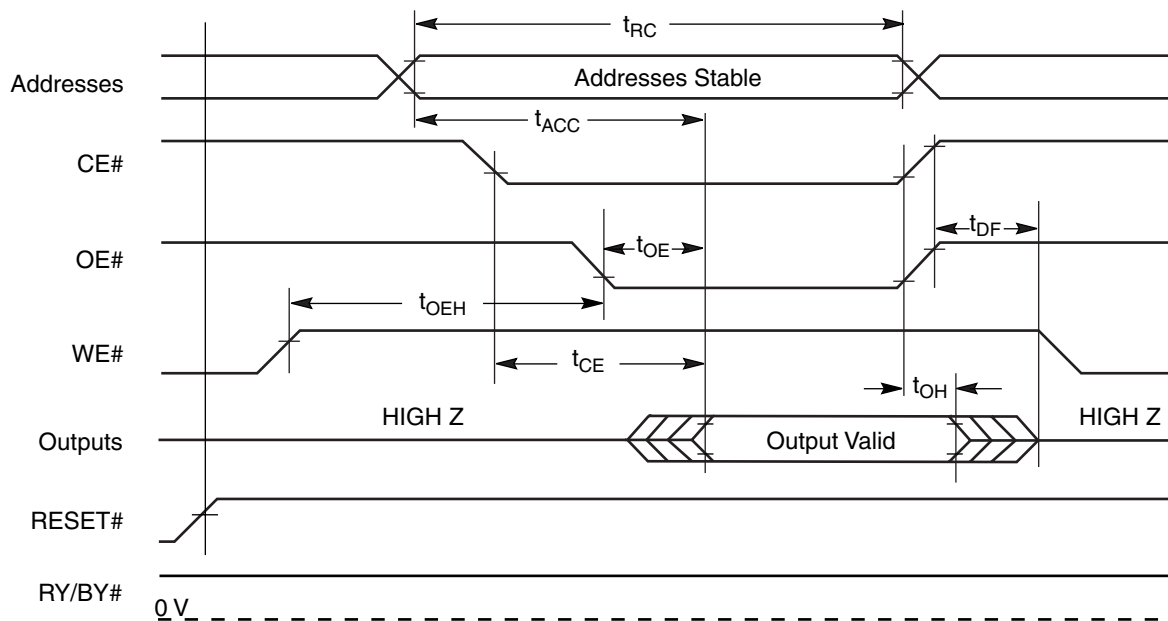 tRC
Addresses
Addresses Stable
tACC
CE#
tDF
OE#
tOE
tOEH
WE#
tCE
tOH
HIGH Z
HIGH Z
Outputs
Output Valid
RESET#
RY/BY#
0 V